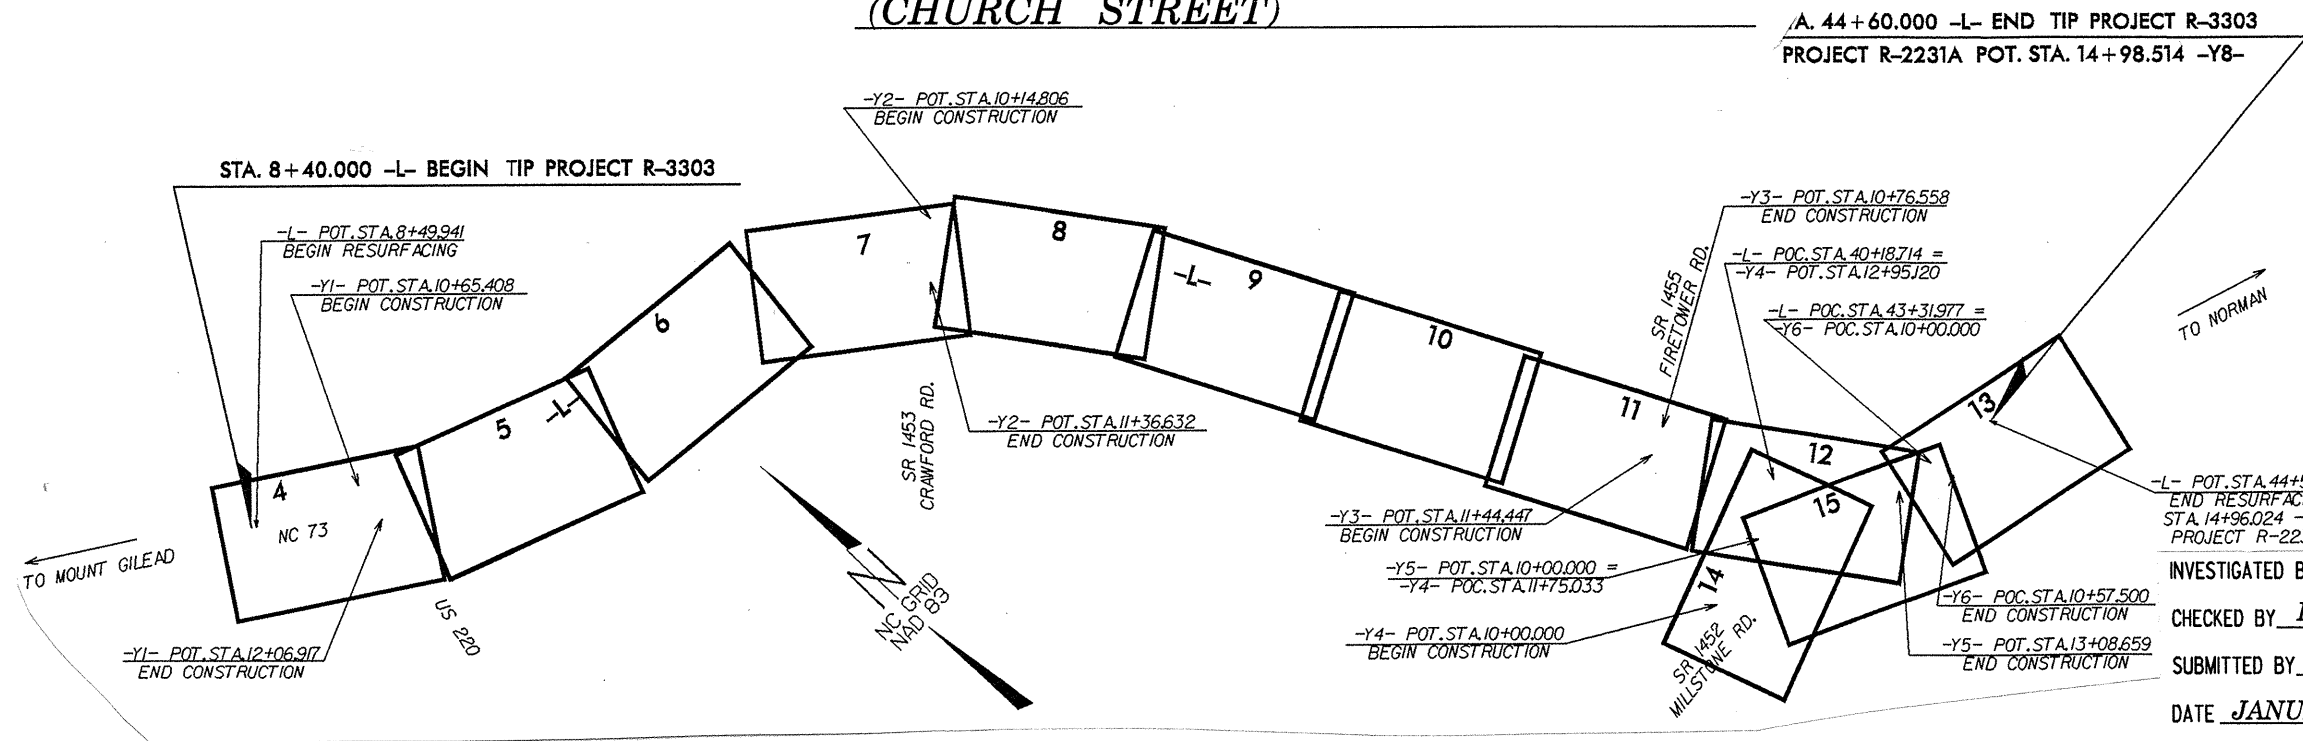 (CHURCH STREET)
A. 44+60.000 -L- END TIP PROJECT R-3303
PROJECT R-2231A POT. STA. 14+98.514 -Y8-
-Y2- POT.STA.10+14.806
BEGIN CONSTRUCTION
STA. 8+40.000 -L- BEGIN TIP PROJECT R-3303
-L- POT.STA.8+49.941
BEGIN RESURFACING
-Y1- POT.STA.10+65.408
BEGIN CONSTRUCTION
-Y3- POT.STA.10+76.558
END CONSTRUCTION
-L- POC.STA.40+18.714 =
-Y4- POT.STA.12+95.120
-L- POC.STA.43+31.977 =
-Y6- POC.STA.10+00.000
SR 1455
FIRETOWER RD.
TO NORMAN
4
5
6
7
8
9
10
11
12
13
14
15
-L-
-L-
NC 73
TO MOUNT GILEAD
US 220
SR 1453
CRAWFORD RD.
-Y2- POT.STA.11+36.632
END CONSTRUCTION
-Y1- POT.STA.12+06.917
END CONSTRUCTION
N
NC GRID
NAD 83
-Y3- POT.STA.11+44.447
BEGIN CONSTRUCTION
-Y5- POT.STA.10+00.000 =
-Y4- POC.STA.11+75.033
-Y4- POT.STA.10+00.000
BEGIN CONSTRUCTION
SR 1452
MILLSTONE RD.
-L- POT.STA.44+5
END RESURFAC
STA.14+96.024 -
PROJECT R-22
-Y6- POC.STA.10+57.500
END CONSTRUCTION
-Y5- POT.STA.13+08.659
END CONSTRUCTION
INVESTIGATED B
CHECKED BY
SUBMITTED BY
DATE JANU